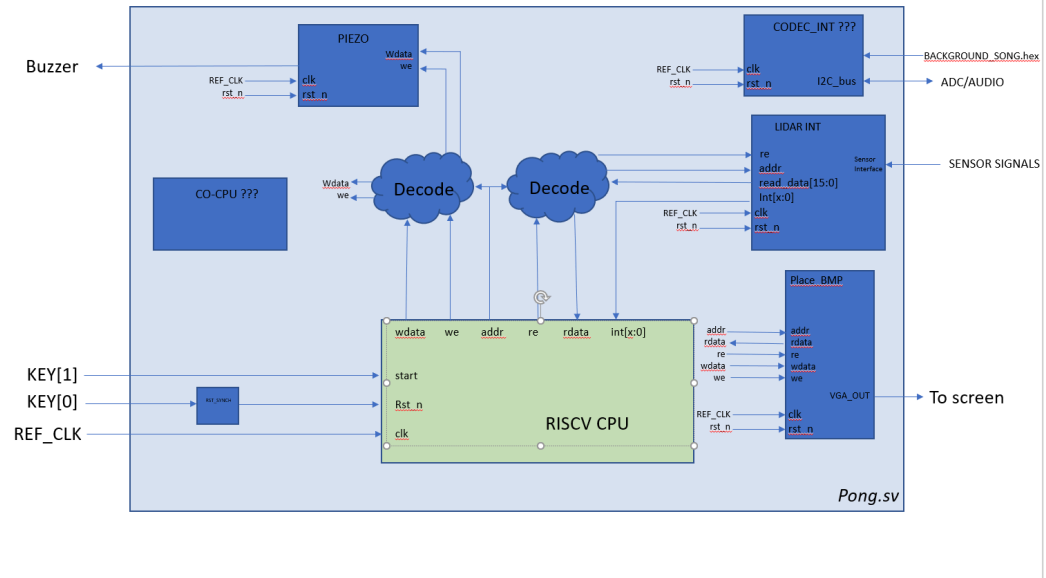 PIEZO
Wdata
we
clk
rst_n
REF_CLK
rst_n
Buzzer
CODEC_INT ???
clk
I2C_bus
rst_n
REF_CLK
rst_n
BACKGROUND_SONG.hex
ADC/AUDIO
LIDAR INT
re
Sensor
Interface
addr
read_data[15:0]
Int[x:0]
clk
rst_n
REF_CLK
rst_n
SENSOR SIGNALS
Decode
Decode
Wdata
we
CO-CPU ???
Place_BMP
addr
rdata
re
wdata
we
VGA_OUT
clk
rst_n
addr
rdata
re
wdata
we
REF_CLK
rst_n
To screen
wdata we addr re rdata int[x:0]
start
Rst_n
clk
RISCV CPU
KEY[1]
KEY[0]
RST_SYNCH
REF_CLK
Pong.sv